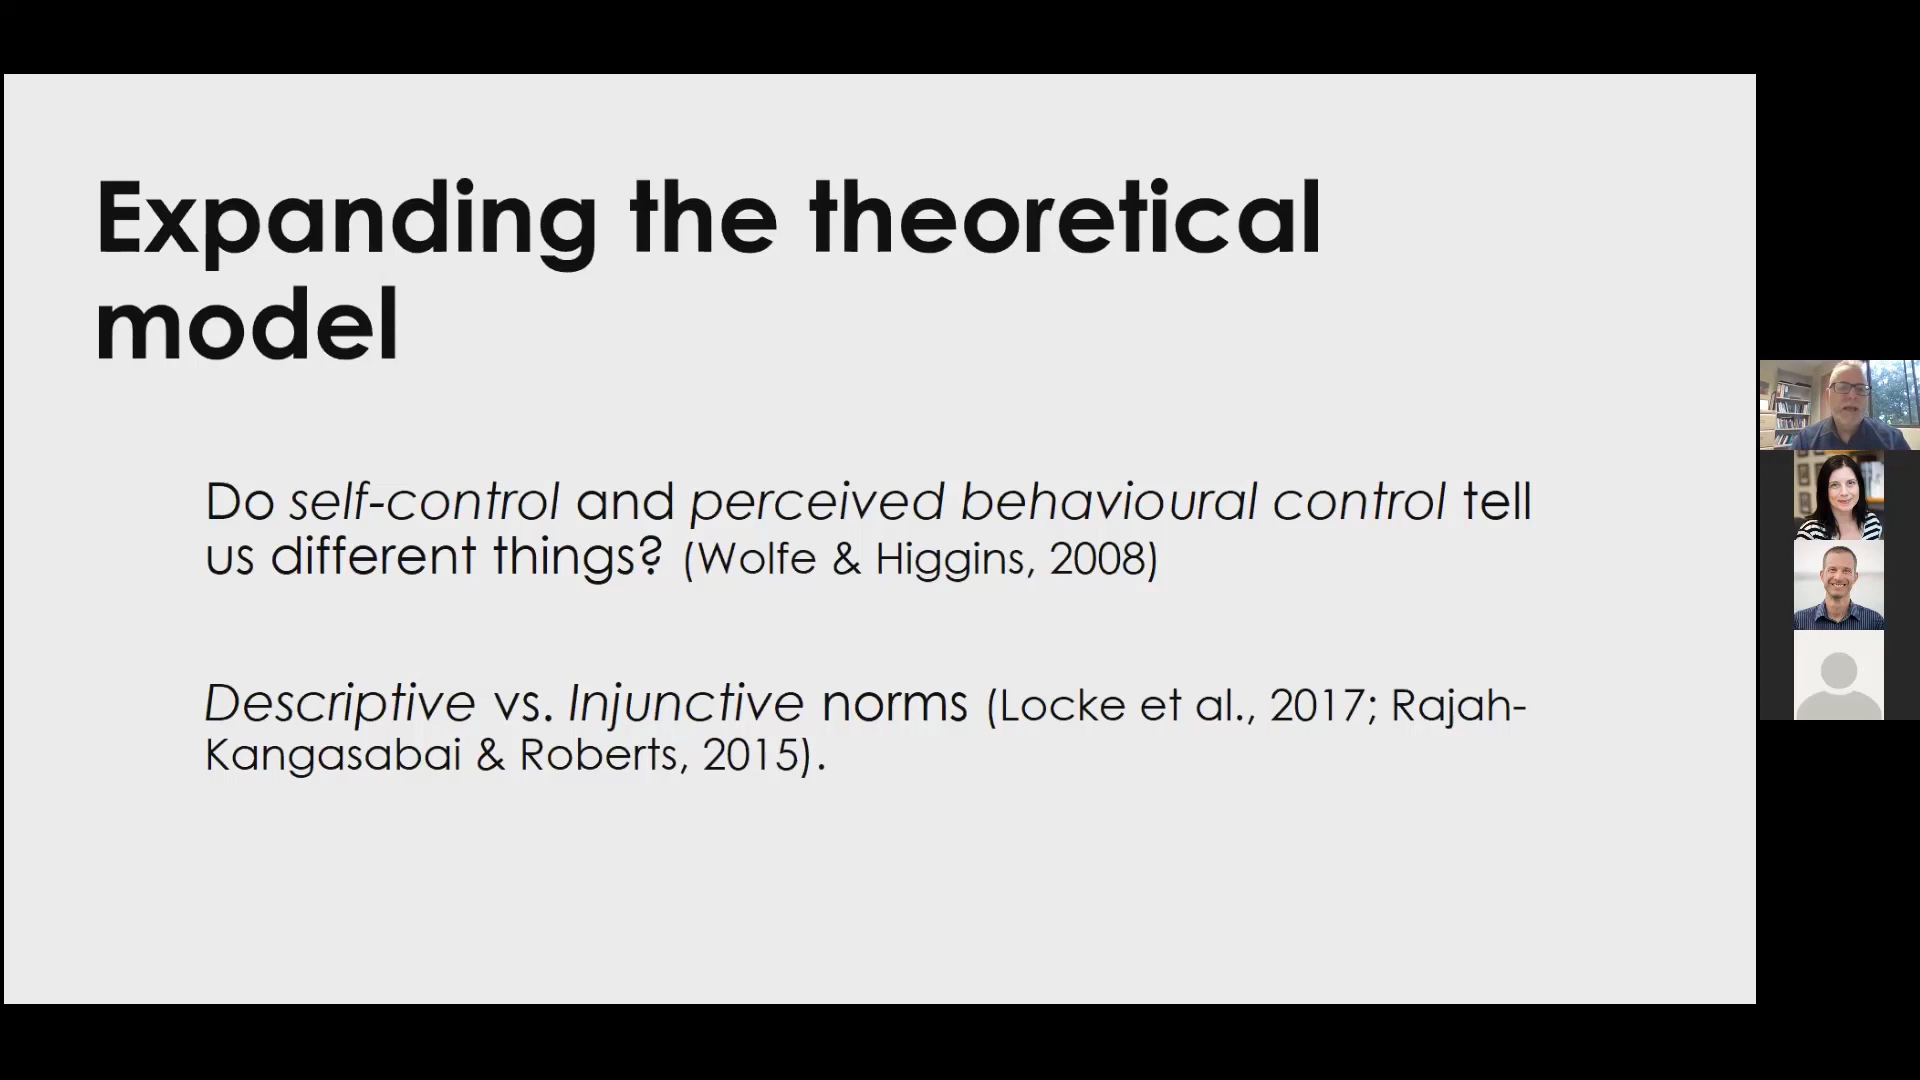 Expanding the theoretical
model
Do self-control and perceived behavioural control tell
us different things? (Wolfe & Higgins, 2008)
Descriptive vs. Injunctive norms (Locke et al., 2017; Rajah-
Kangasabai & Roberts, 2015).